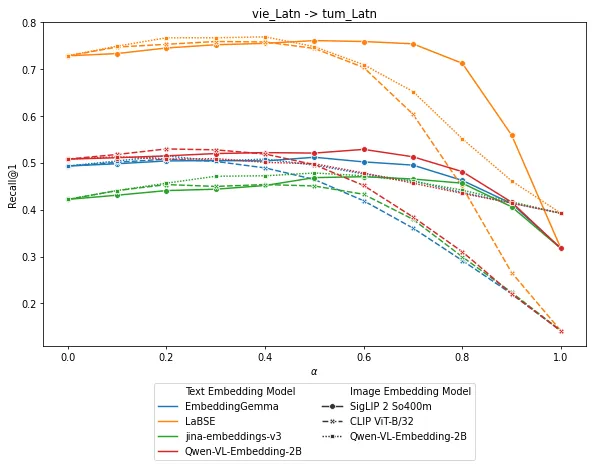 vie_Latn -> tum_Latn
0.8
0.7
0.6
0.5
0.4
0.3
0.2
Recall@1
0.0 0.2 0.4 0.6 0.8 1.0
α
Text Embedding Model Image Embedding Model
EmbeddingGemma SigLIP 2 So400m
LaBSE CLIP ViT-B/32
jina-embeddings-v3 Qwen-VL-Embedding-2B
Qwen-VL-Embedding-2B